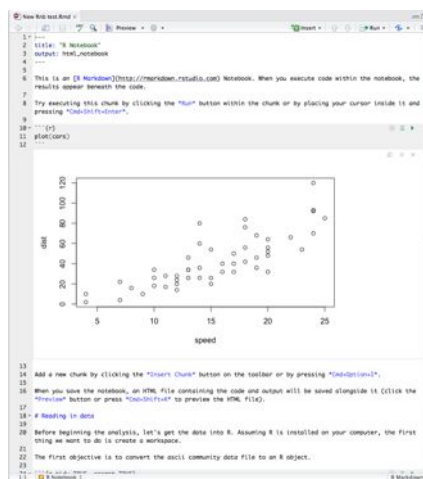 New Rnb test.Rmd
Preview
Insert
Run
1 ---
2 title: "R Notebook"
3 output: html_notebook
4 ---
5
6 This is an [R Markdown](http://rmarkdown.rstudio.com) Notebook. When you execute code within the notebook, the
results appear beneath the code.
7
8 Try executing this chunk by clicking the *Run* button within the chunk or by placing your cursor inside it and
pressing *Cmd+Shift+Enter*.
9
10 ```{r}
11 plot(cars)
12 ```
dist
0 20 40 60 80 100 120
5 10 15 20 25
speed
13
14 Add a new chunk by clicking the *Insert Chunk* button on the toolbar or by pressing *Cmd+Option+I*.
15
16 When you save the notebook, an HTML file containing the code and output will be saved alongside it (click the
*Preview* button or press *Cmd+Shift+K* to preview the HTML file).
17
18 # Reading in data
19
20 Before beginning the analysis, let's get the data into R. Assuming R is installed on your computer, the first
thing we want to do is create a workspace.
21
22 The first objective is to convert the ascii community data file to an R object.
23
R Notebook
R Markdown